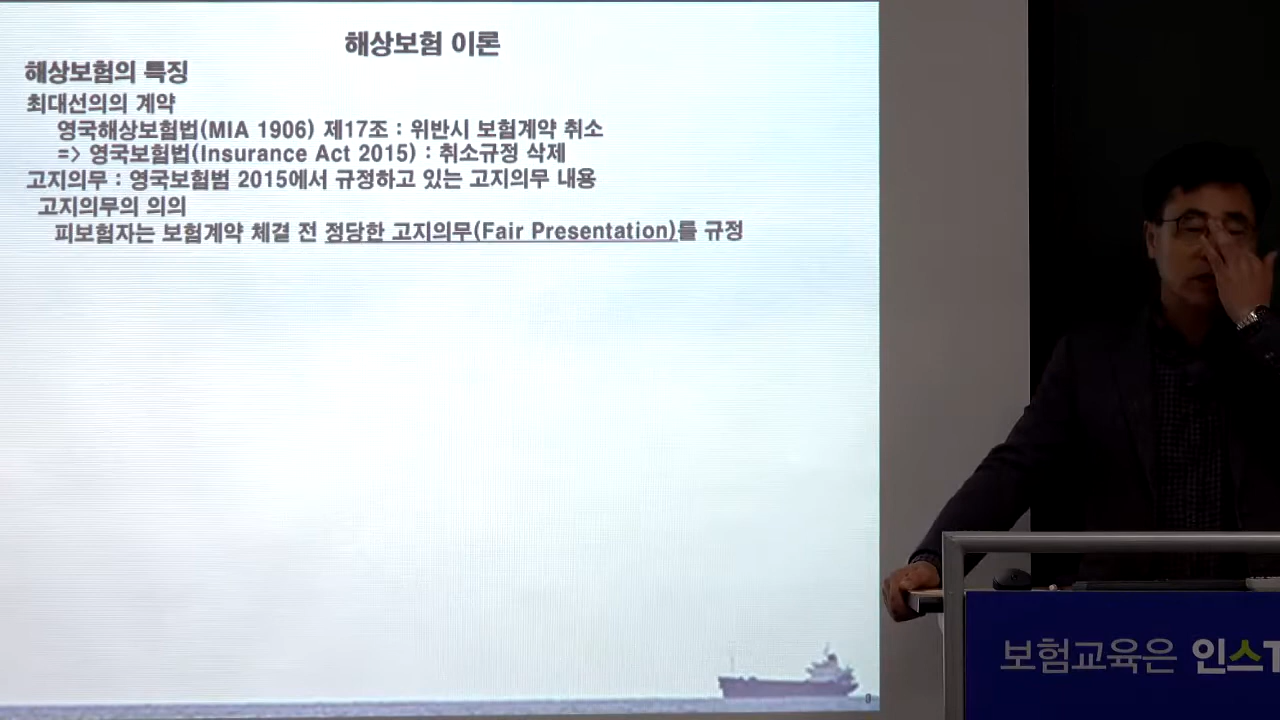 해상보험 이론
해상보험의 특징
최대선의의 계약
영국해상보험법(MIA 1906) 제17조 : 위반시 보험계약 취소
=> 영국보험법(Insurance Act 2015) : 취소규정 삭제
고지의무 : 영국보험범 2015에서 규정하고 있는 고지의무 내용
고지의무의 의의
피보험자는 보험계약 체결 전 정당한 고지의무(Fair Presentation)를 규정
보험교육은 인스